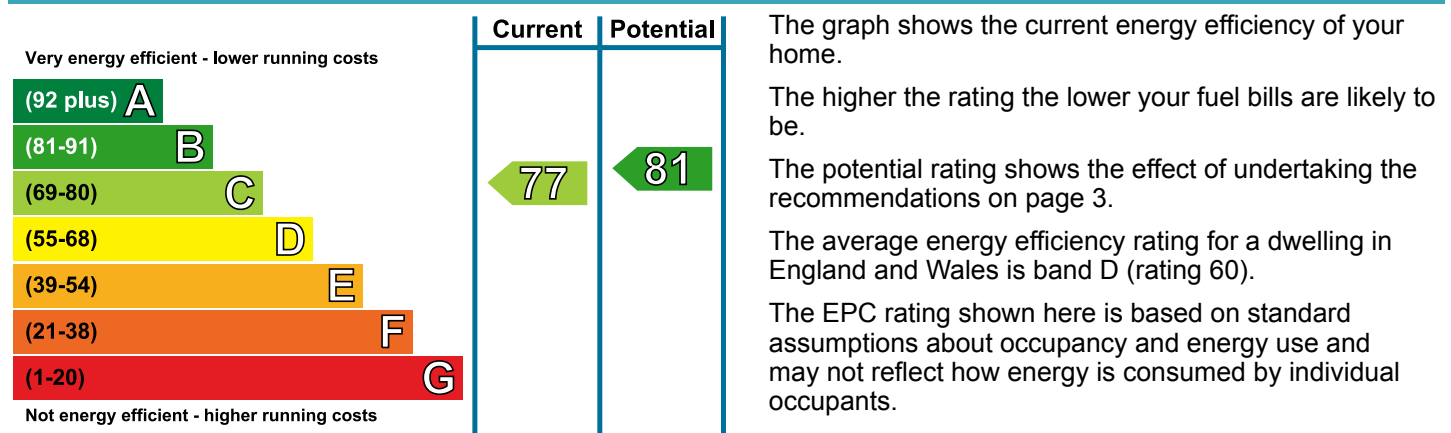 Current Potential
Very energy efficient - lower running costs
(92 plus) A
(81-91) B
(69-80) C
(55-68) D
(39-54) E
(21-38) F
(1-20) G
Not energy efficient - higher running costs
77
81
The graph shows the current energy efficiency of your
home.
The higher the rating the lower your fuel bills are likely to
be.
The potential rating shows the effect of undertaking the
recommendations on page 3.
The average energy efficiency rating for a dwelling in
England and Wales is band D (rating 60).
The EPC rating shown here is based on standard
assumptions about occupancy and energy use and
may not reflect how energy is consumed by individual
occupants.